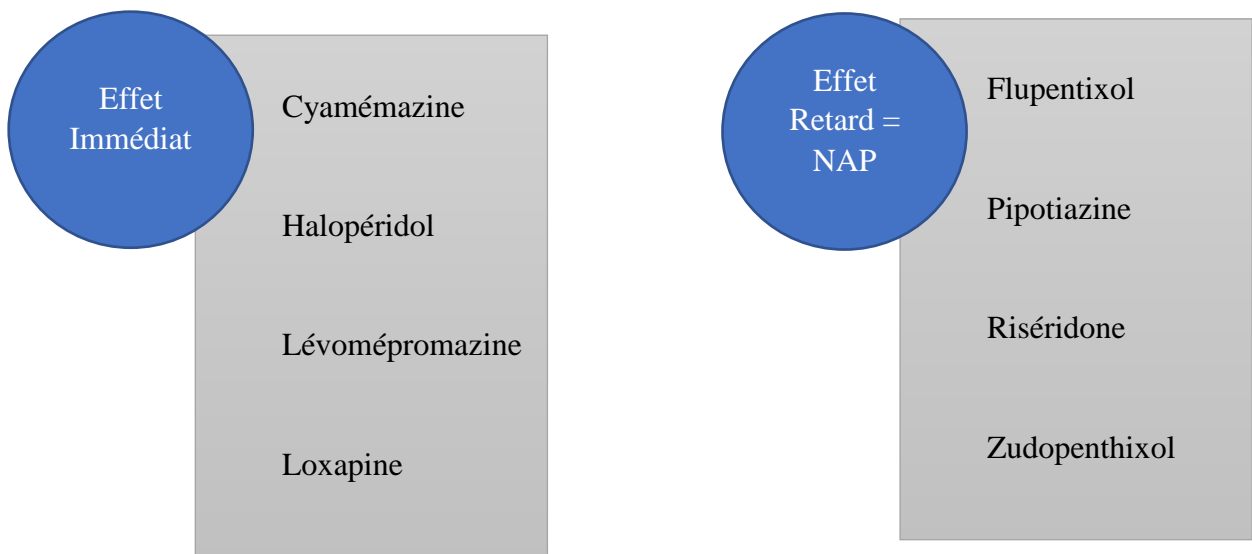 Effet
Immédiat
Cyamémazine
Halopéridol
Lévomépromazine
Loxapine
Effet
Retard =
NAP
Flupentixol
Pipotiazine
Riséridone
Zudopenthixol